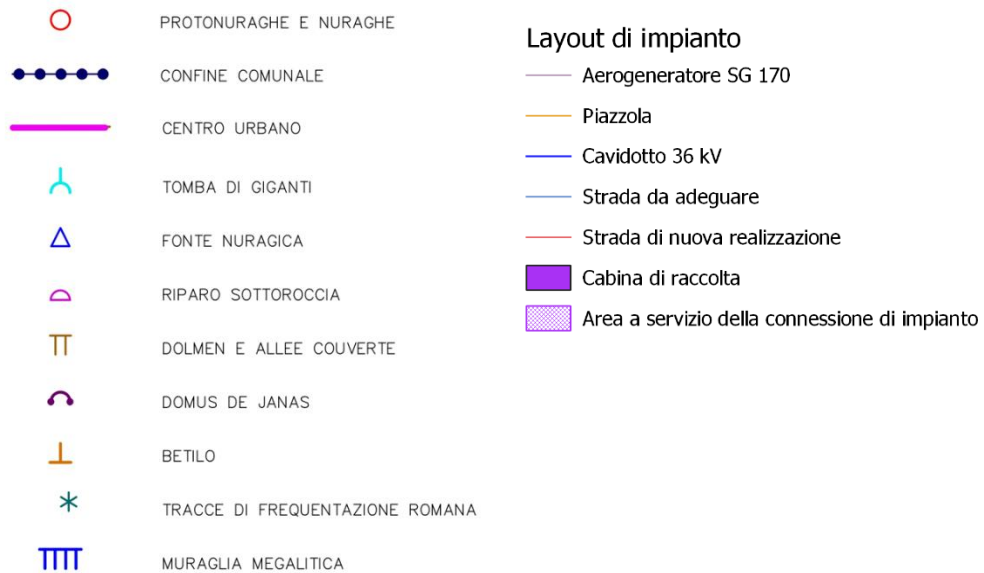 PROTONURAGHE E NURAGHE
CONFINE COMUNALE
CENTRO URBANO
TOMBA DI GIGANTI
FONTE NURAGICA
RIPARO SOTTOROCCIA
DOLMEN E ALLEE COUVERTE
DOMUS DE JANAS
BETILO
TRACCE DI FREQUENTAZIONE ROMANA
MURAGLIA MEGALITICA
Layout di impianto
Aerogeneratore SG 170
Piazzola
Cavidotto 36 kV
Strada da adeguare
Strada di nuova realizzazione
Cabina di raccolta
Area a servizio della connessione di impianto